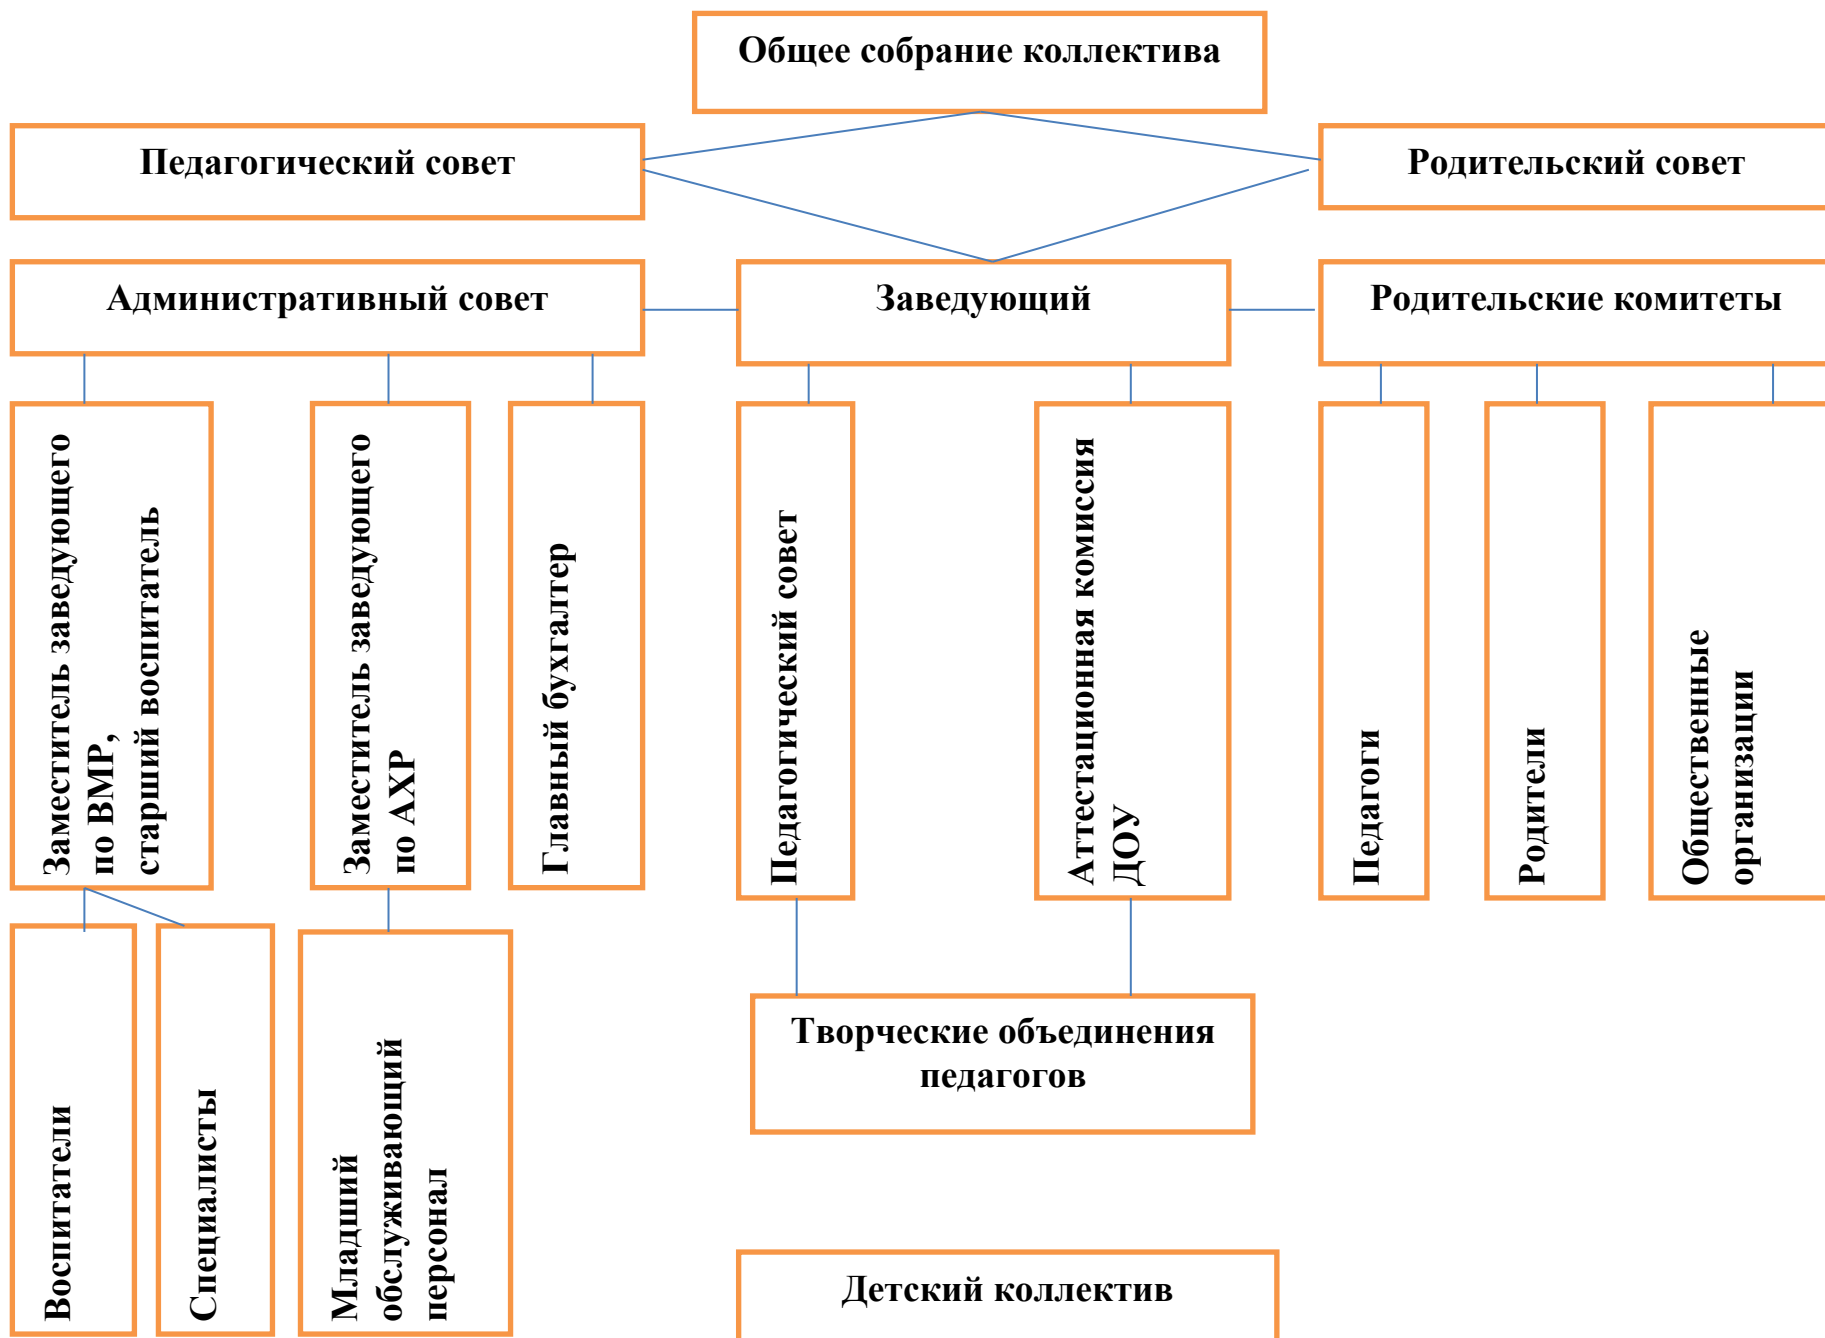 Общее собрание коллектива
Педагогический совет
Родительский совет
Административный совет
Заведующий
Родительские комитеты
Заместитель заведующего
по ВМР,
старший воспитатель
Заместитель заведующего
по АХР
Главный бухгалтер
Педагогический совет
Аттестационная комиссия
ДОУ
Педагоги
Родители
Общественные
организации
Воспитатели
Специалисты
Младший
обслуживающий
персонал
Творческие объединения
педагогов
Детский коллектив